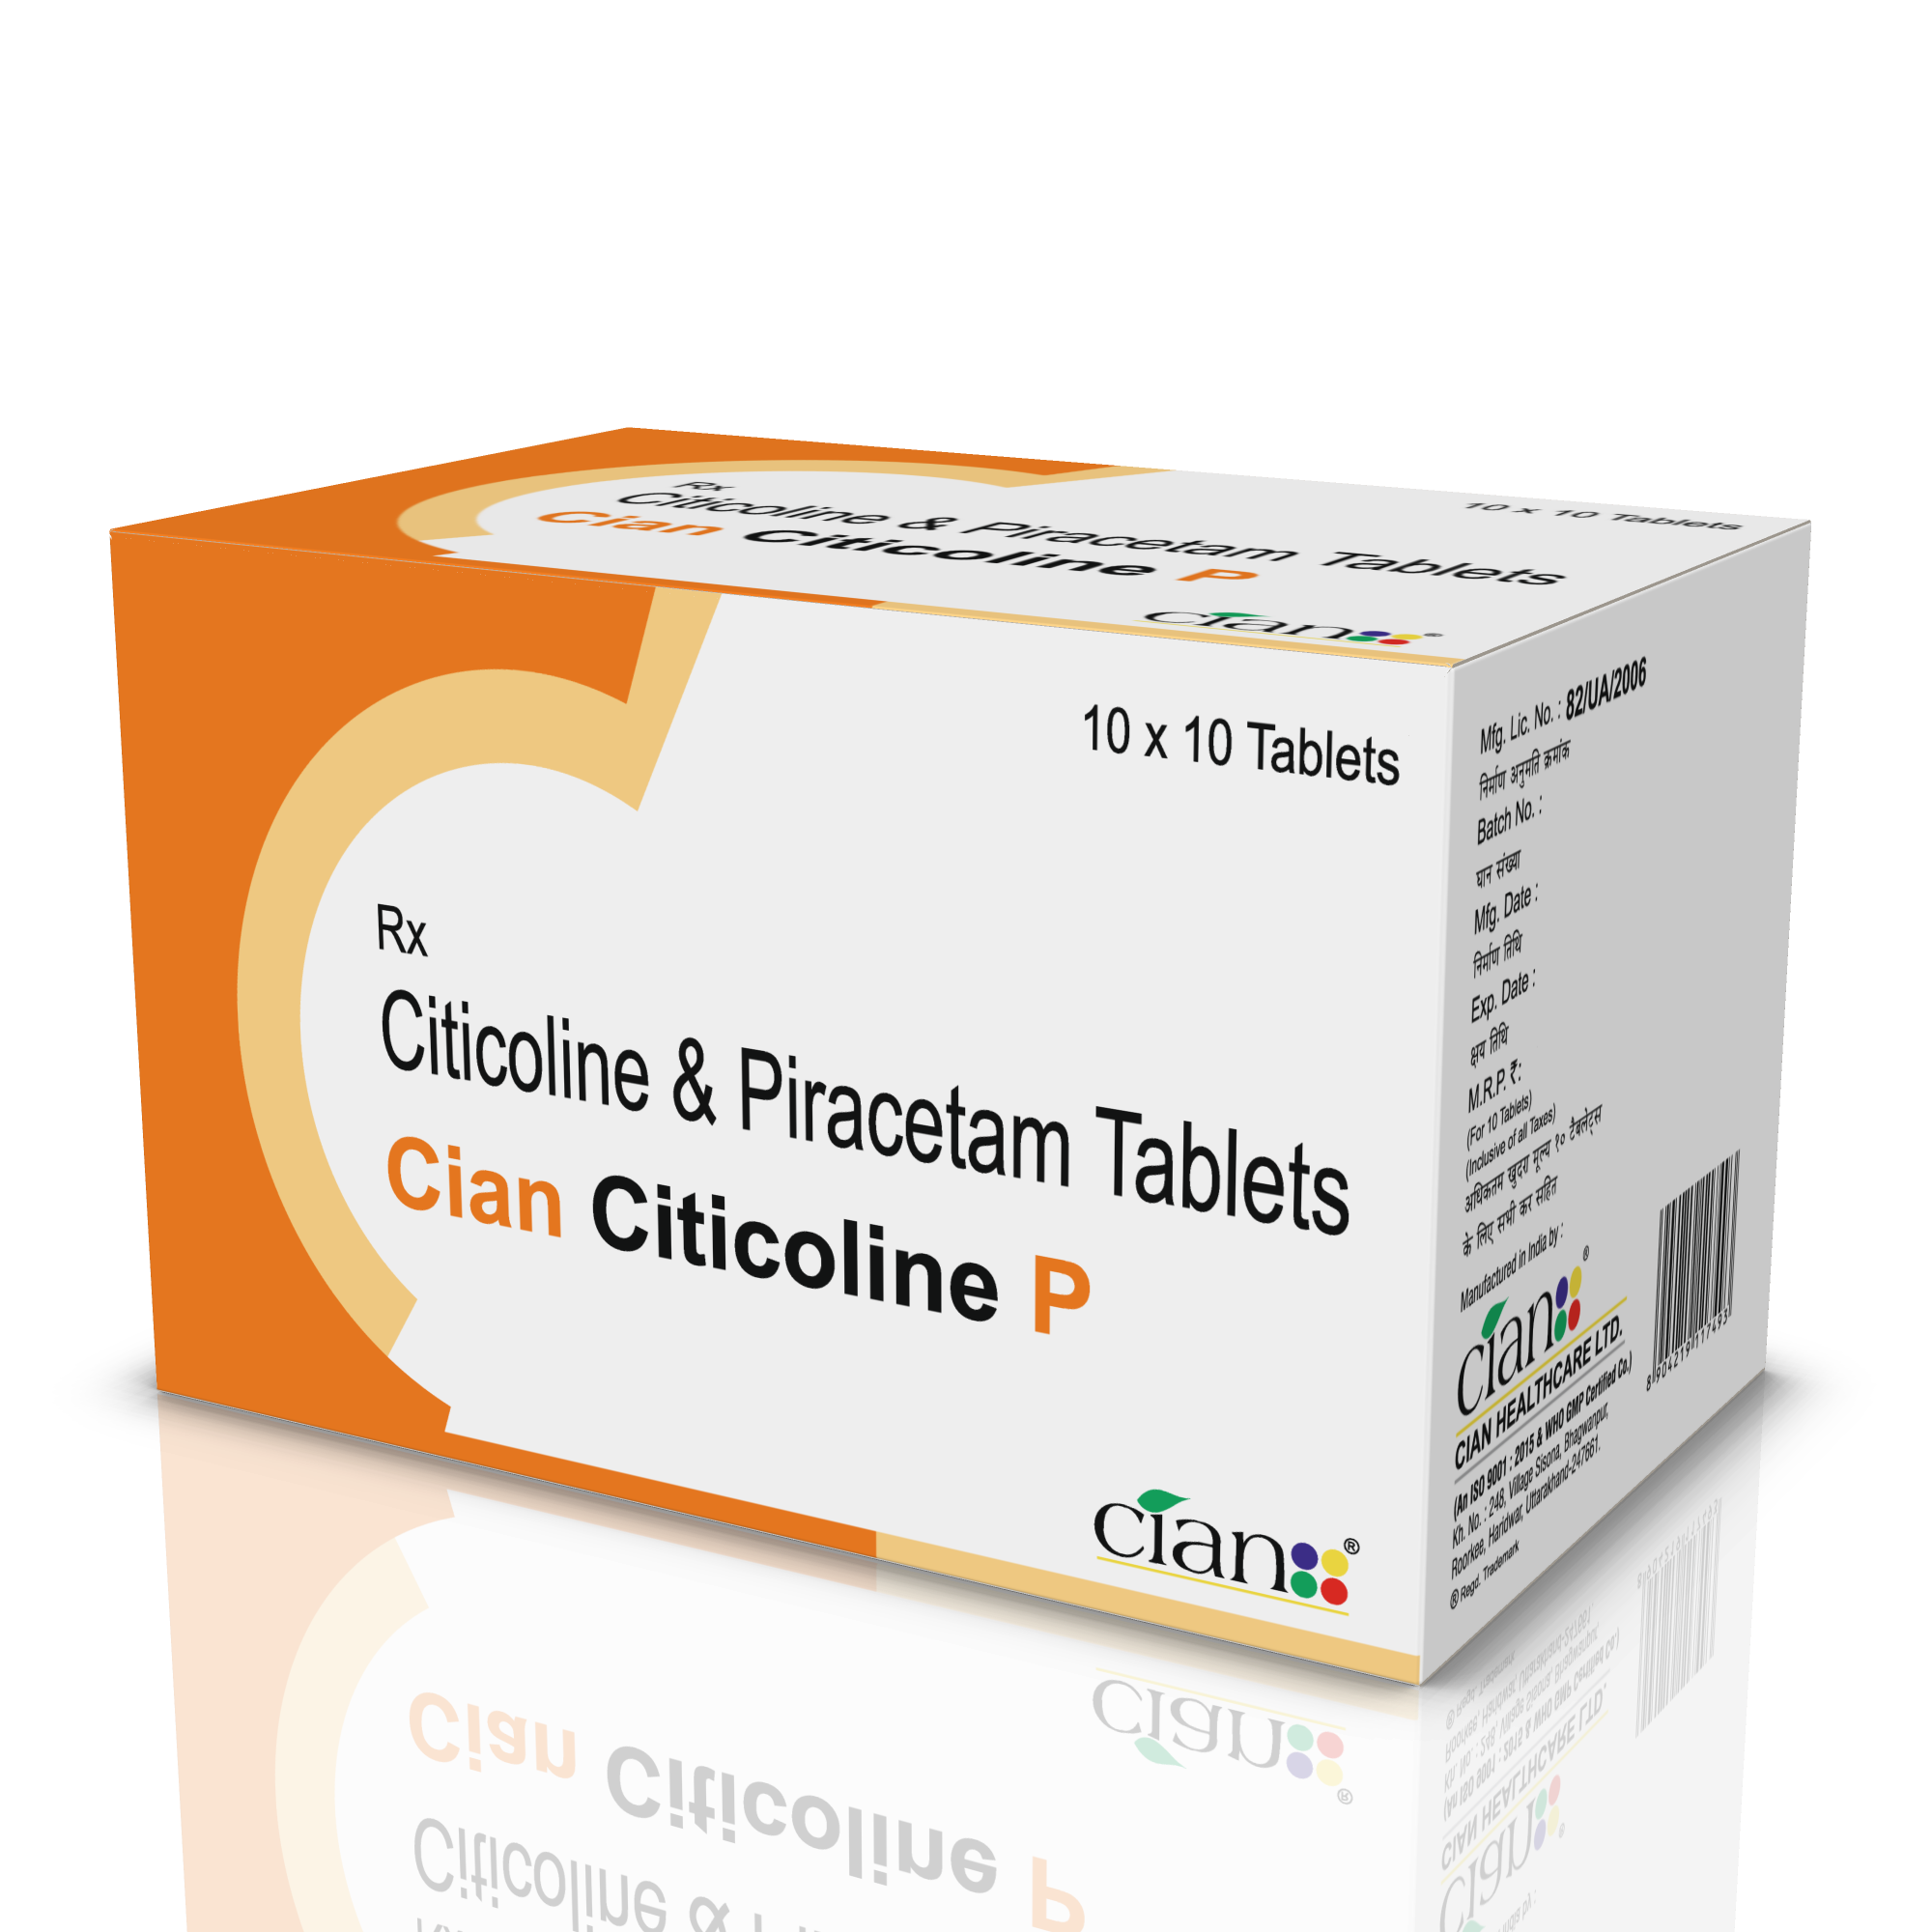 Rx
Citicoline & Piracetam Tablets
Cian Citicoline P
10 x 10 Tablets
cian ®
10 x 10 Tablets
Rx
Citicoline & Piracetam Tablets
Cian Citicoline P
cian ®
Mfg. Lic. No. : 82/UA/2006
निर्माण अनुमति क्रमांक
Batch No. :
घान संख्या
Mfg. Date :
निर्माण तिथि
Exp. Date :
क्षय तिथि
M.R.P. ₹:
(For 10 Tablets)
(Inclusive of all Taxes)
अधिकतम खुदरा मूल्य १० टैबलेट्स
के लिए सभी कर सहित
Manufactured in India by :
cian ®
CIAN HEALTHCARE LTD.
(An ISO 9001 : 2015 & WHO GMP Certified Co.)
Kh. No. : 248, Village Sisona, Bhagwanpur,
Roorkee, Haridwar, Uttarakhand-247661.
® Regd. Trademark
8 904219 117493